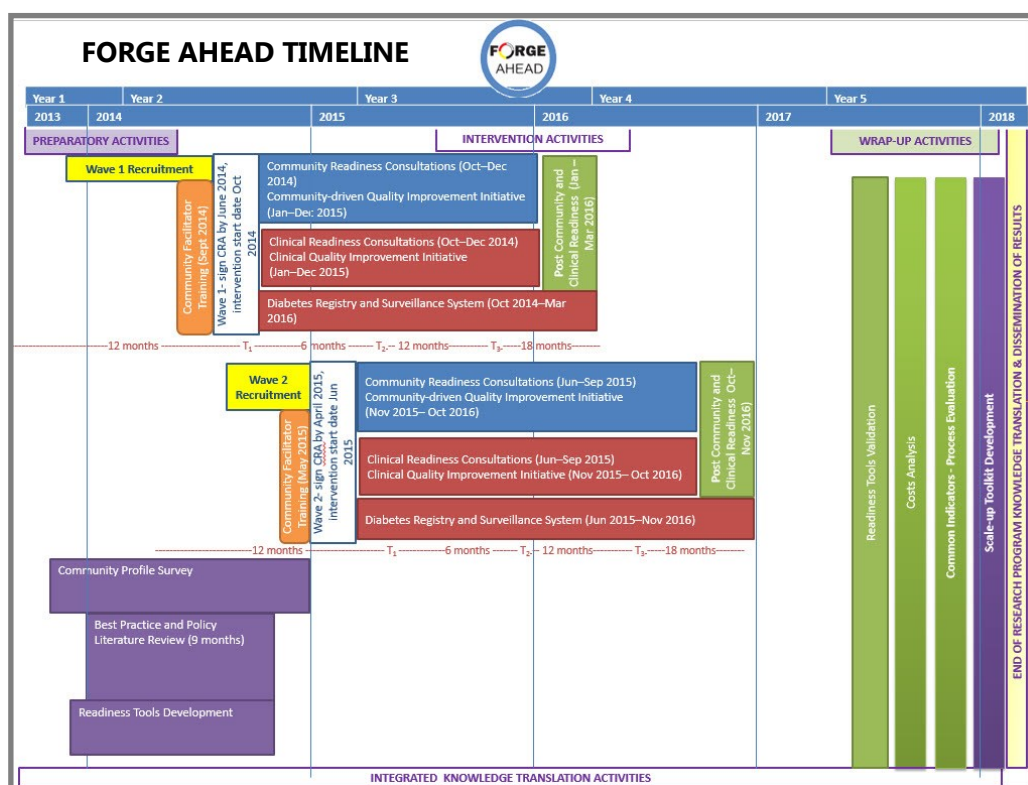 FORGE AHEAD TIMELINE
FORGE
AHEAD
Year 1
Year 2
Year 3
Year 4
Year 5
2013
2014
2015
2016
2017
2018
PREPARATORY ACTIVITIES
INTERVENTION ACTIVITIES
WRAP-UP ACTIVITIES
Wave 1 Recruitment
Community Facilitator
Training (Sept 2014)
Wave 1- sign CRA by June 2014,
intervention start date Oct
2014
Community Readiness Consultations (Oct–Dec
2014)
Community-driven Quality Improvement Initiative
(Jan–Dec 2015)
Clinical Readiness Consultations (Oct–Dec 2014)
Clinical Quality Improvement Initiative
(Jan–Dec 2015)
Diabetes Registry and Surveillance System (Oct 2014–Mar
2016)
Post Community and
Clinical Readiness (Jan –
Mar 2016)
12 months
T1
6 months
T2
12 months
T3
18 months
Wave 2
Recruitment
Community Facilitator
Training (May 2015)
Wave 2- sign CRA by April 2015,
intervention start date Jun
2015
Community Readiness Consultations (Jun–Sep 2015)
Community-driven Quality Improvement Initiative
(Nov 2015– Oct 2016)
Clinical Readiness Consultations (Jun–Sep 2015)
Clinical Quality Improvement Initiative (Nov 2015– Oct 2016)
Diabetes Registry and Surveillance System (Jun 2015–Nov 2016)
Post Community and
Clinical Readiness Oct–
Nov 2016)
12 months
T1
6 months
T2
12 months
T3
18 months
Community Profile Survey
Best Practice and Policy
Literature Review (9 months)
Readiness Tools Development
Readiness Tools Validation
Costs Analysis
Common Indicators - Process Evaluation
Scale-up Toolkit Development
END OF RESEARCH PROGRAM KNOWLEDGE TRANSLATION & DISSEMINATION OF RESULTS
INTEGRATED KNOWLEDGE TRANSLATION ACTIVITIES